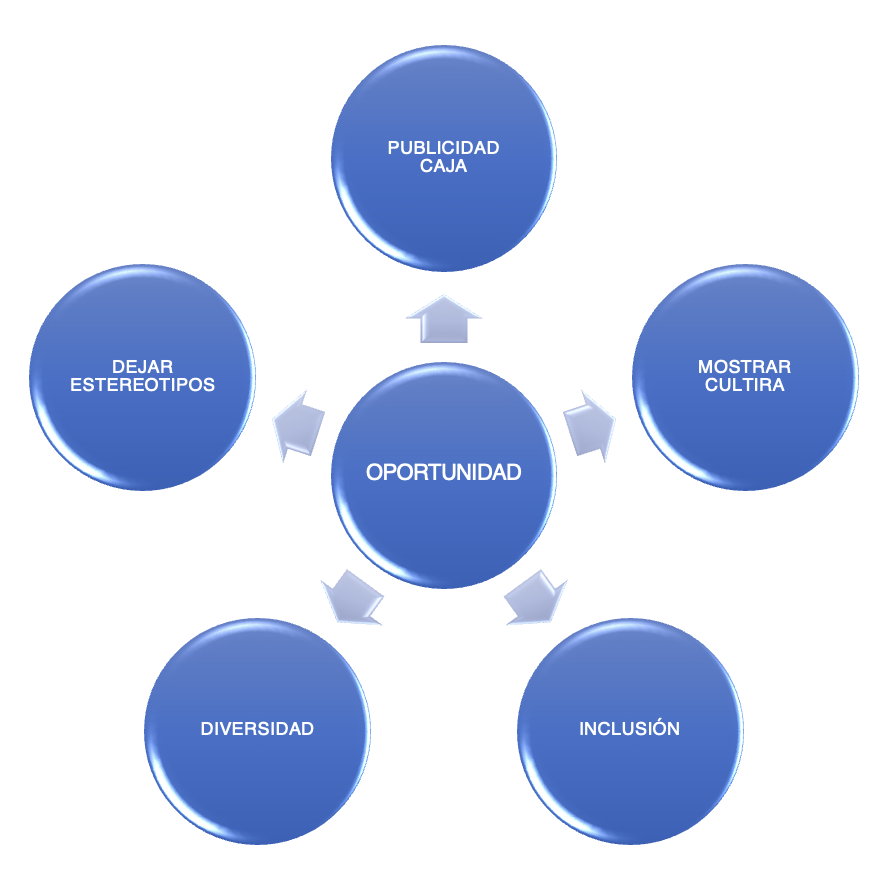 PUBLICIDAD
CAJA
DEJAR
ESTEREOTIPOS
MOSTRAR
CULTIRA
OPORTUNIDAD
DIVERSIDAD
INCLUSIÓN